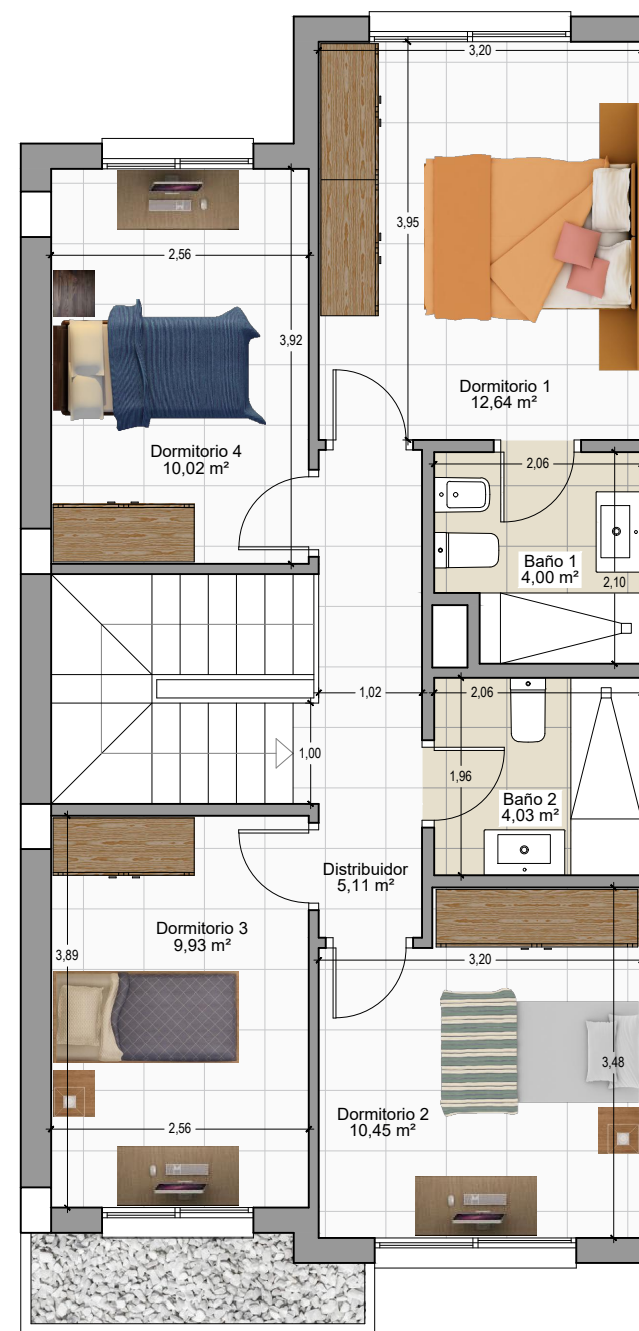 3,20
3,95
2,56
3,92
Dormitorio 1
12,64 m²
Dormitorio 4
10,02 m²
2,06
Baño 1
4,00 m²
2,10
1,02
2,06
1,00
1,96
Baño 2
4,03 m²
Distribuidor
5,11 m²
Dormitorio 3
9,93 m²
3,89
3,20
3,48
Dormitorio 2
10,45 m²
2,56